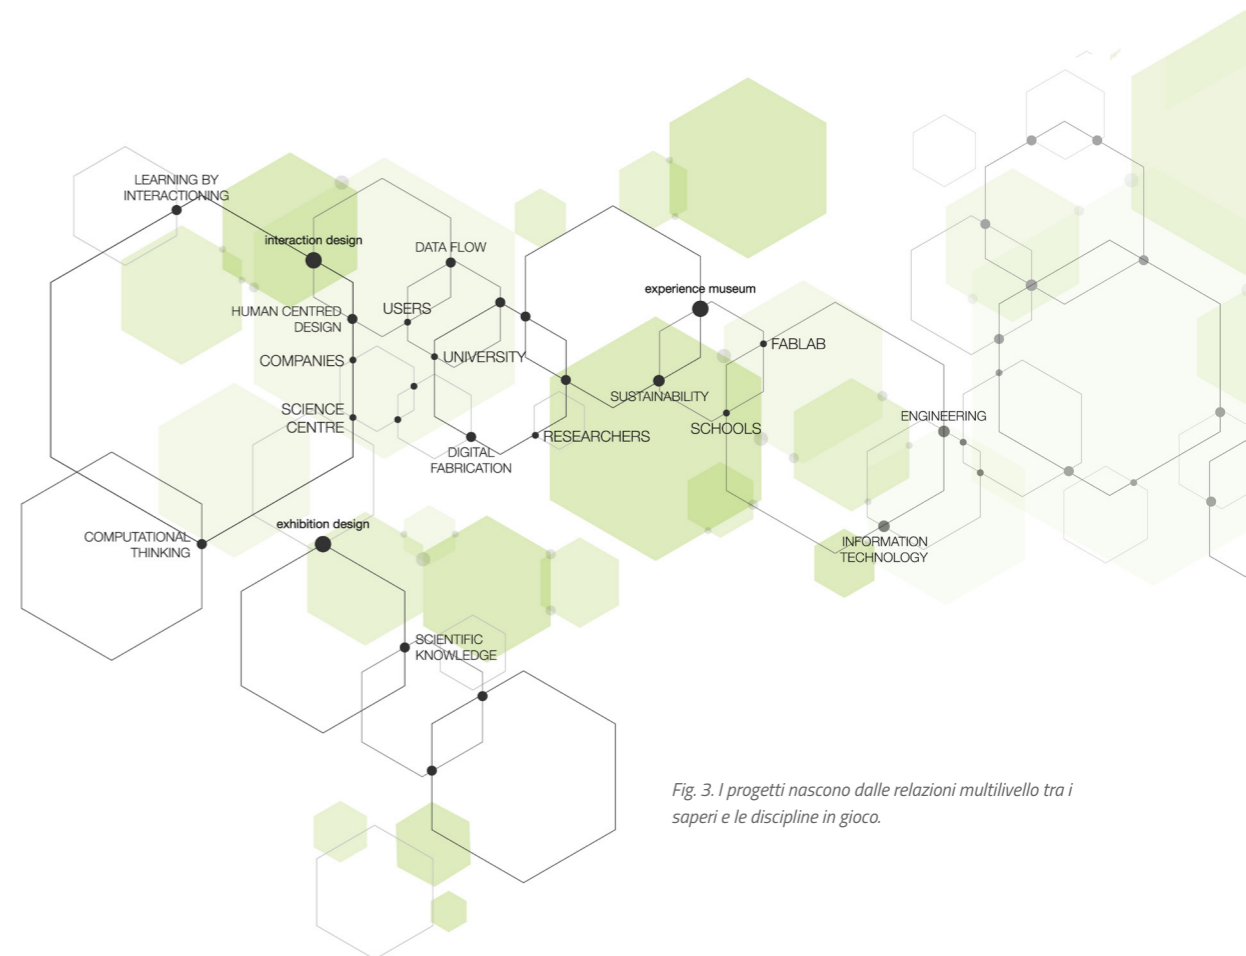 LEARNING BY
INTERACTIONING
interaction design
DATA FLOW
experience museum
HUMAN CENTRED
DESIGN
USERS
FABLAB
COMPANIES
UNIVERSITY
SUSTAINABILITY
SCIENCE
CENTRE
ENGINEERING
SCHOOLS
RESEARCHERS
DIGITAL
FABRICATION
exhibition design
COMPUTATIONAL
THINKING
INFORMATION
TECHNOLOGY
SCIENTIFIC
KNOWLEDGE
Fig. 3. I progetti nascono dalle relazioni multilivello tra i
saperi e le discipline in gioco.